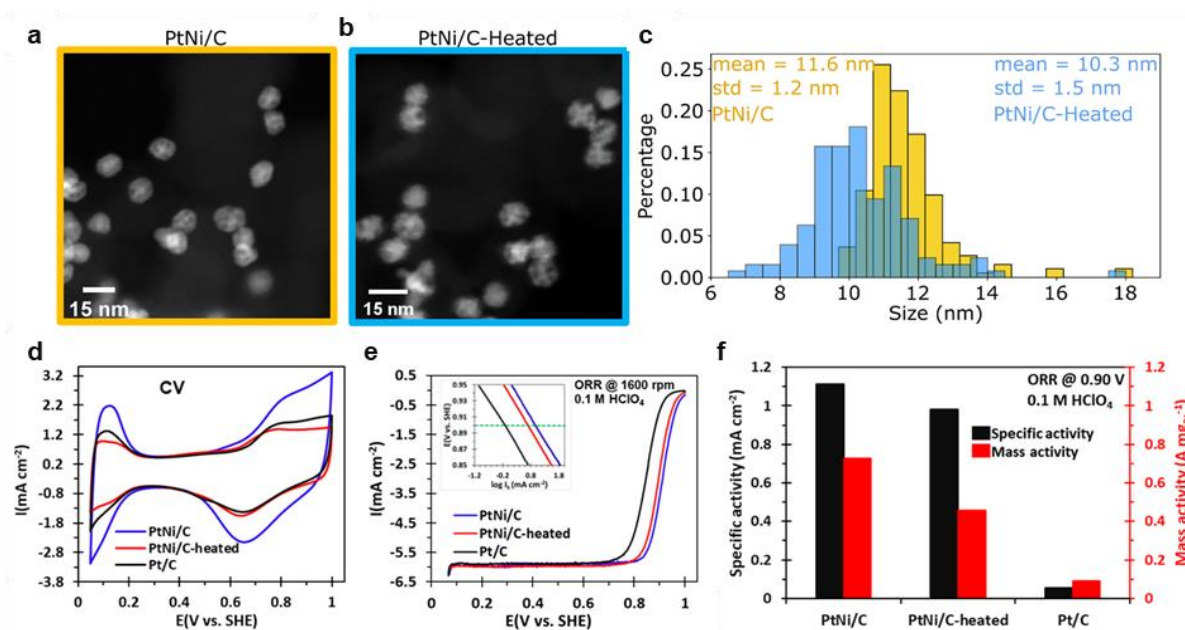 a
PtNi/C
15 nm
b
PtNi/C-Heated
15 nm
c
mean = 11.6 nm
std = 1.2 nm
PtNi/C
mean = 10.3 nm
std = 1.5 nm
PtNi/C-Heated
Percentage
0.25
0.20
0.15
0.10
0.05
0.00
6 8 10 12 14 16 18
Size (nm)
d
CV
I(mA cm-2)
3.2
2.2
1.2
0.2
-0.8
-1.8
-2.8
-3.8
PtNi/C
PtNi/C-heated
Pt/C
0 0.2 0.4 0.6 0.8 1
E(V vs. SHE)
e
ORR @ 1600 rpm
0.1 M HClO4
I(mA cm-2)
0.5
-0.5
-1.5
-2.5
-3.5
-4.5
-5.5
-6.5
E(V vs. SHE)
0.95
0.93
0.91
0.89
0.87
0.85
-1.2 -0.2 0.8 1.8
log Is (mA cm-2)
PtNi/C
PtNi/C-heated
Pt/C
0 0.2 0.4 0.6 0.8 1
E(V vs. SHE)
f
ORR @ 0.90 V
0.1 M HClO4
Specific activity
Mass activity
Specific activity (mA cm-2)
1.2
1
0.8
0.6
0.4
0.2
0
PtNi/C PtNi/C-heated Pt/C
1.2
1
0.8
0.6
0.4
0.2
0
Mass activity (A